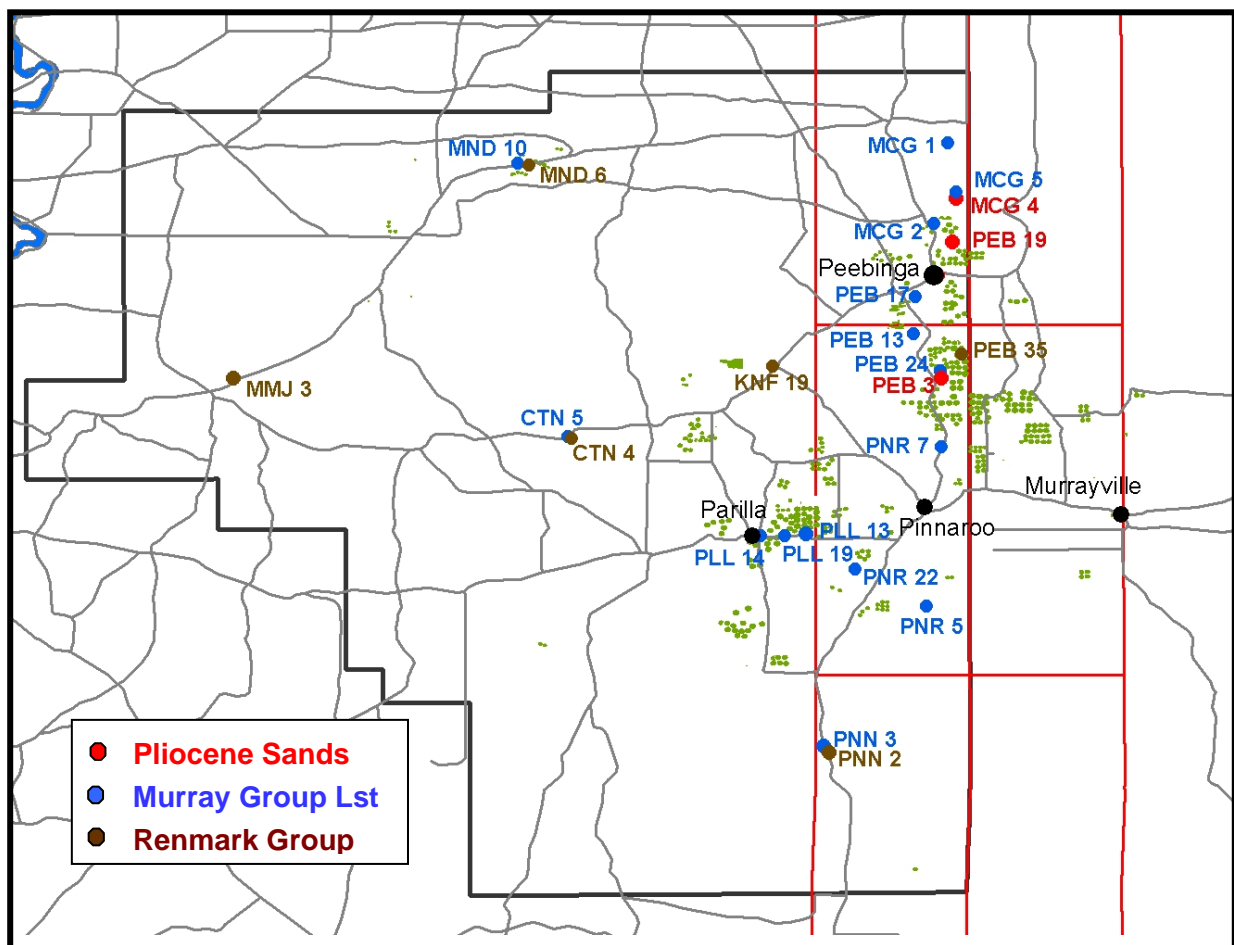 MCG 1
MND 10
MND 6
MCG 5
MCG 4
MCG 2
PEB 19
Peebinga
PEB 17
PEB 13
PEB 35
PEB 24
KNF 19
PEB 3
MMJ 3
CTN 5
CTN 4
PNR 7
Murrayville
Parilla
Pinnaroo
PLL 13
PLL 14
PLL 19
PNR 22
PNR 5
PNN 3
PNN 2
Pliocene Sands
Murray Group Lst
Renmark Group